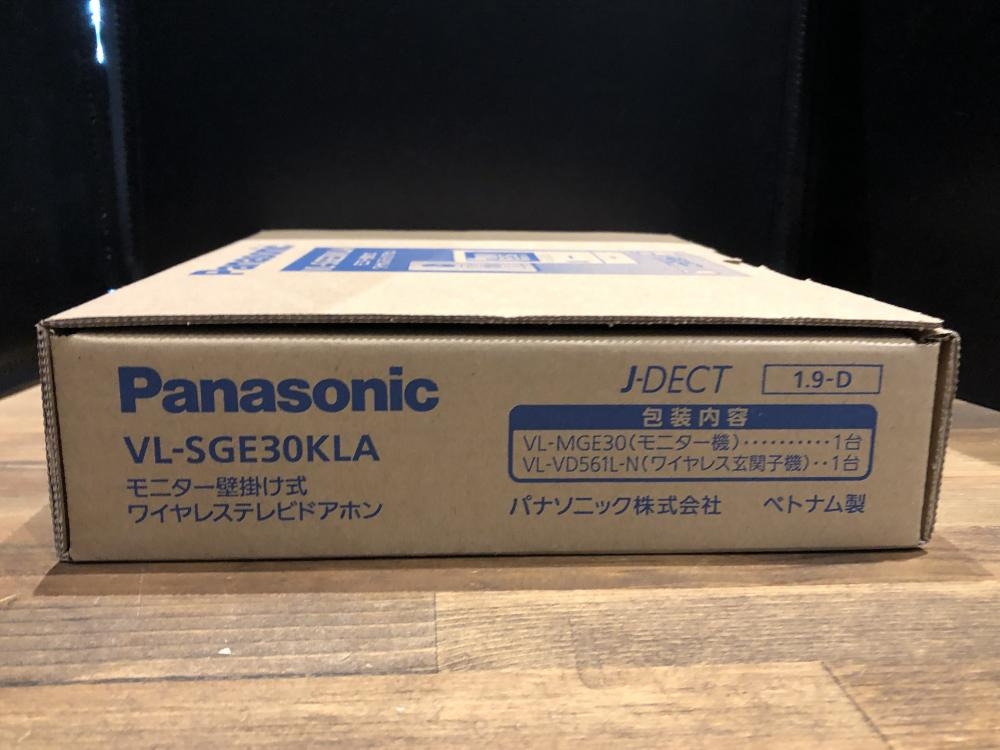 Panasonic
Panasonic
VL-SGE30KLA
モニター壁掛け式
ワイヤレステレビドアホン
J-DECT 1.9-D
包装内容
VL-MGE30(モニター機)··········1台
VL-VD561L-N(ワイヤレス玄関子機)··1台
パナソニック株式会社 ベトナム製